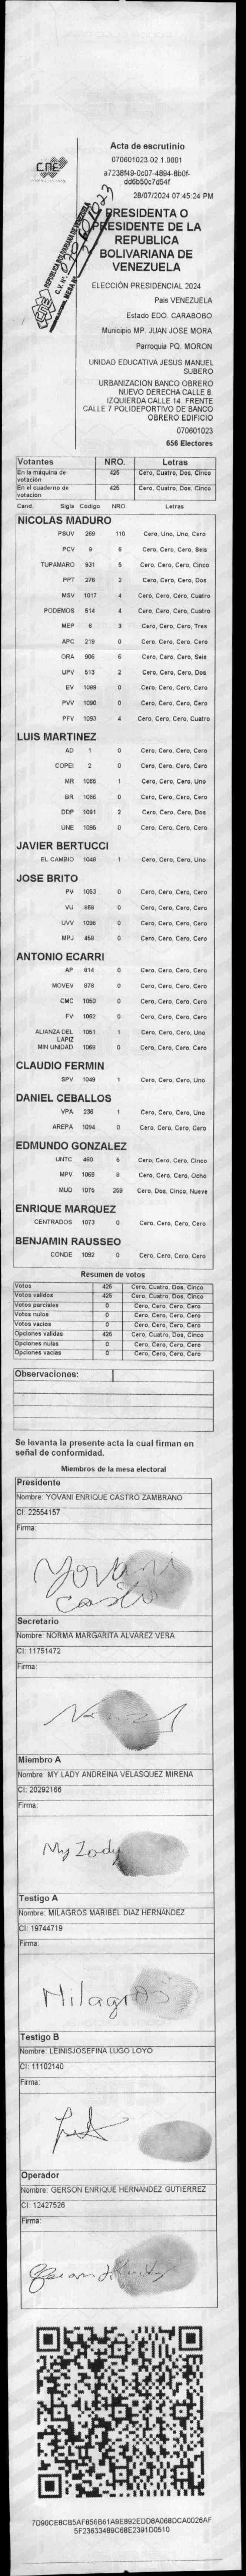 CNE
Acta de escrutinio
070601023.02.1.0001
a7238f49-0c07-4894-8b0f-
dd6b50c7d54f
28/07/2024 07:45:24 PM
PRESIDENTA O
PRESIDENTE DE LA
REPUBLICA
BOLIVARIANA DE
VENEZUELA
ELECCIÓN PRESIDENCIAL 2024
Pais VENEZUELA
Estado EDO. CARABOBO
Municipio MP. JUAN JOSE MORA
Parroquia PQ. MORON
UNIDAD EDUCATIVA JESUS MANUEL
SUBERO
URBANIZACION BANCO OBRERO
NUEVO DERECHA CALLE 8
IZQUIERDA CALLE 14. FRENTE
CALLE 7 POLIDEPORTIVO DE BANCO
OBRERO EDIFICIO
070601023
656 Electores
Votantes NRO. Letras
En la máquina de votación 425 Cero, Cuatro, Dos, Cinco
En el cuaderno de votación 425 Cero, Cuatro, Dos, Cinco
Cand. Sigla Código NRO. Letras
NICOLAS MADURO
PSUV 269 110 Cero, Uno, Uno, Cero
PCV 9 6 Cero, Cero, Cero, Seis
TUPAMARO 931 5 Cero, Cero, Cero, Cinco
PPT 276 2 Cero, Cero, Cero, Dos
MSV 1017 4 Cero, Cero, Cero, Cuatro
PODEMOS 514 4 Cero, Cero, Cero, Cuatro
MEP 6 3 Cero, Cero, Cero, Tres
APC 219 0 Cero, Cero, Cero, Cero
ORA 906 6 Cero, Cero, Cero, Seis
UPV 513 2 Cero, Cero, Cero, Dos
EV 1089 0 Cero, Cero, Cero, Cero
PVV 1090 0 Cero, Cero, Cero, Cero
PFV 1093 4 Cero, Cero, Cero, Cuatro
LUIS MARTINEZ
AD 1 0 Cero, Cero, Cero, Cero
COPEI 2 0 Cero, Cero, Cero, Cero
MR 1065 1 Cero, Cero, Cero, Uno
BR 1066 0 Cero, Cero, Cero, Cero
DDP 1091 2 Cero, Cero, Cero, Dos
UNE 1095 0 Cero, Cero, Cero, Cero
JAVIER BERTUCCI
EL CAMBIO 1048 1 Cero, Cero, Cero, Uno
JOSE BRITO
PV 1053 0 Cero, Cero, Cero, Cero
VU 869 0 Cero, Cero, Cero, Cero
UVV 1096 0 Cero, Cero, Cero, Cero
MPJ 458 0 Cero, Cero, Cero, Cero
ANTONIO ECARRI
AP 814 0 Cero, Cero, Cero, Cero
MOVEV 979 0 Cero, Cero, Cero, Cero
CMC 1050 0 Cero, Cero, Cero, Cero
FV 1062 0 Cero, Cero, Cero, Cero
ALIANZA DEL LAPIZ 1051 1 Cero, Cero, Cero, Uno
MIN UNIDAD 1068 0 Cero, Cero, Cero, Cero
CLAUDIO FERMIN
SPV 1049 1 Cero, Cero, Cero, Uno
DANIEL CEBALLOS
VPA 236 1 Cero, Cero, Cero, Uno
AREPA 1094 0 Cero, Cero, Cero, Cero
EDMUNDO GONZALEZ
UNTC 460 5 Cero, Cero, Cero, Cinco
MPV 1069 8 Cero, Cero, Cero, Ocho
MUD 1075 259 Cero, Dos, Cinco, Nueve
ENRIQUE MARQUEZ
CENTRADOS 1073 0 Cero, Cero, Cero, Cero
BENJAMIN RAUSSEO
CONDE 1092 0 Cero, Cero, Cero, Cero
Resumen de votos
Votos 425 Cero, Cuatro, Dos, Cinco
Votos validos 425 Cero, Cuatro, Dos, Cinco
Votos parciales 0 Cero, Cero, Cero, Cero
Votos nulos 0 Cero, Cero, Cero, Cero
Votos vacios 0 Cero, Cero, Cero, Cero
Opciones validas 425 Cero, Cuatro, Dos, Cinco
Opciones nulas 0 Cero, Cero, Cero, Cero
Opciones vacias 0 Cero, Cero, Cero, Cero
Observaciones:
Se levanta la presente acta la cual firman en
señal de conformidad.
Miembros de la mesa electoral
Presidente
Nombre: YOVANI ENRIQUE CASTRO ZAMBRANO
CI: 22554157
Firma:
Yovani
Castro
Secretario
Nombre: NORMA MARGARITA ALVAREZ VERA
CI: 11751472
Firma:
Miembro A
Nombre: MY LADY ANDREINA VELASQUEZ MIRENA
CI: 20292166
Firma:
My Lady
Testigo A
Nombre: MILAGROS MARIBEL DIAZ HERNANDEZ
CI: 19744719
Firma:
Milagros
Testigo B
Nombre: LEINISJOSEFINA LUGO LOYO
CI: 11102140
Firma:
Operador
Nombre: GERSON ENRIQUE HERNANDEZ GUTIERREZ
CI: 12427526
Firma:
7D90CE8CB5AF856B61A9E892EDD8A068DCA0026AF
5F23633489C68E2391D0510